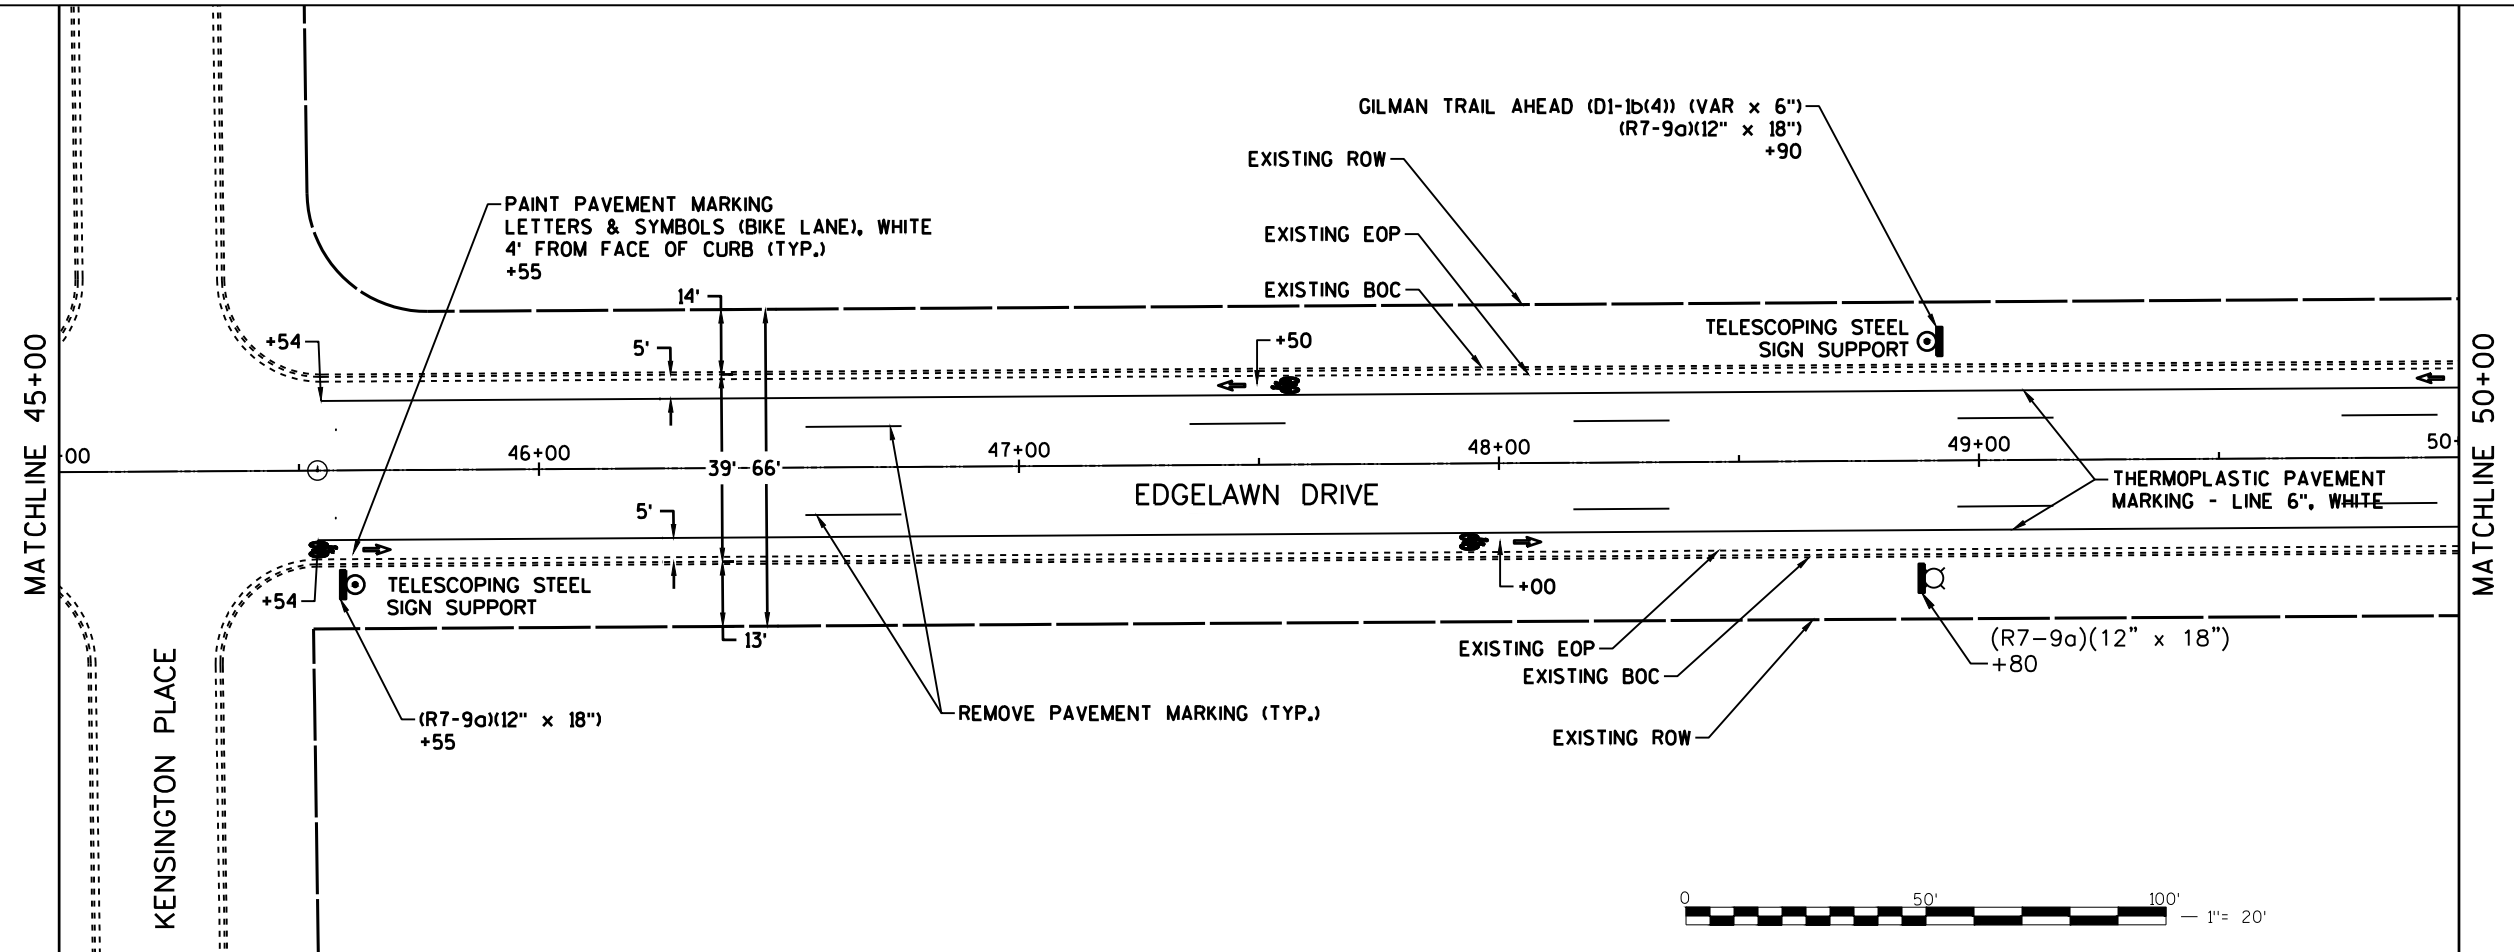 GILMAN TRAIL AHEAD (D1-1b(4)) (VAR x 6")
(R7-9a)(12" x 18")
+90
EXISTING ROW
PAINT PAVEMENT MARKING
LETTERS & SYMBOLS (BIKE LANE), WHITE
4' FROM FACE OF CURB (TYP.)
+55
EXISTING EOP
EXISTING BOC
14'
TELESCOPING STEEL
SIGN SUPPORT
+54
5'
+50
MATCHLINE 45+00
MATCHLINE 50+00
00
46+00
47+00
48+00
49+00
50
39'
66'
EDGELAWN DRIVE
THERMOPLASTIC PAVEMENT
MARKING - LINE 6", WHITE
5'
TELESCOPING STEEL
SIGN SUPPORT
+54
+00
13'
EXISTING EOP
EXISTING BOC
(R7-9a)(12" x 18")
+80
KENSINGTON PLACE
(R7-9a)(12" x 18")
+55
REMOVE PAVEMENT MARKING (TYP.)
EXISTING ROW
0 50' 100'
1"= 20'